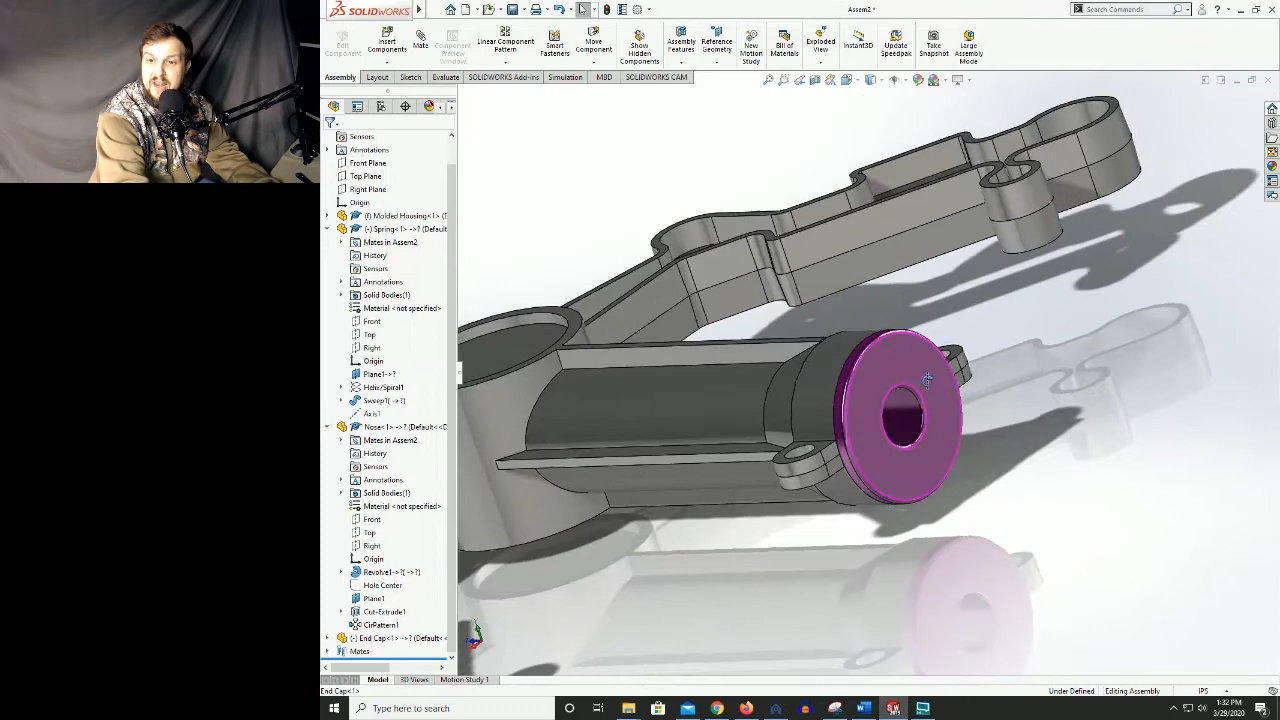 SOLIDWORKS
Assem2 *
Search Commands
Edit Component
Insert Components
Mate
Component Preview Window
Linear Component Pattern
Smart Fasteners
Move Component
Show Hidden Components
Assembly Features
Reference Geometry
New Motion Study
Bill of Materials
Exploded View
Instant3D
Update Speedpak
Take Snapshot
Large Assembly Mode
Assembly
Layout
Sketch
Evaluate
SOLIDWORKS Add-Ins
Simulation
MBD
SOLIDWORKS CAM
Sensors
Annotations
Front Plane
Top Plane
Right Plane
Origin
(f) Molded Housing<1> (Default
(-) Spring<1> ->? (Default
Mates in Assem2
History
Sensors
Annotations
Solid Bodies(1)
Material <not specified>
Front
Top
Right
Origin
Plane1->?
Helix/Spiral1
Sweep1{ ->?
Axis1
Nose<1> ->? (Default<<
Mates in Assem2
History
Sensors
Annotations
Solid Bodies(1)
Material <not specified>
Front
Top
Right
Origin
Revolve1->?{ ->?
Hole Center
Plane1
Cut-Extrude1
CirPattern1
(-) End Cap<1> ->? (Default<<
Mates
Model
3D Views
Motion Study 1
End Cap<1>
Under Defined
Editing Assembly
IPS
Type here to search
1:32 PM
3/29/2020